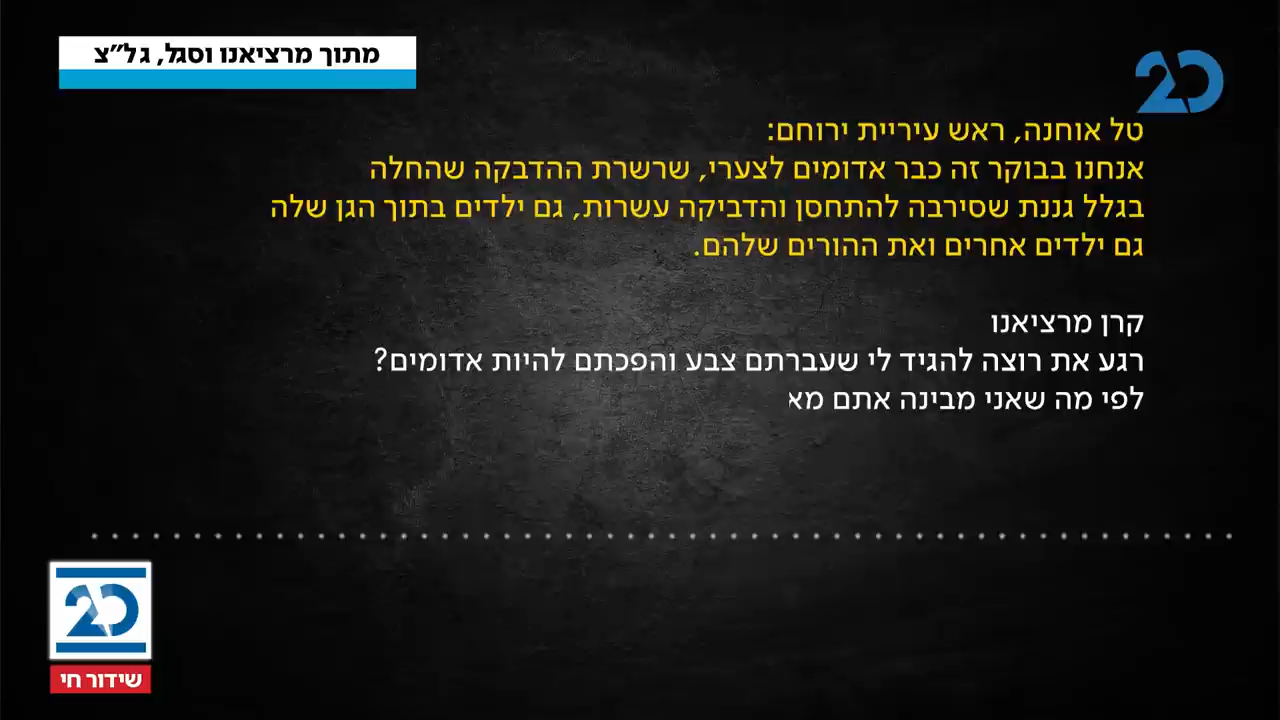 מתוך מרציאנו וסגל, גל"צ
20
טל אוחנה, ראש עיריית ירוחם:
אנחנו בבוקר זה כבר אדומים לצערי, שרשרת ההדבקה שהחלה
בגלל גננת שסירבה להתחסן והדביקה עשרות, גם ילדים בתוך הגן שלה
גם ילדים אחרים ואת ההורים שלהם.
קרן מרציאנו
רגע את רוצה להגיד לי שעברתם צבע והפכתם להיות אדומים?
לפי מה שאני מבינה אתם מא
20
שידור חי